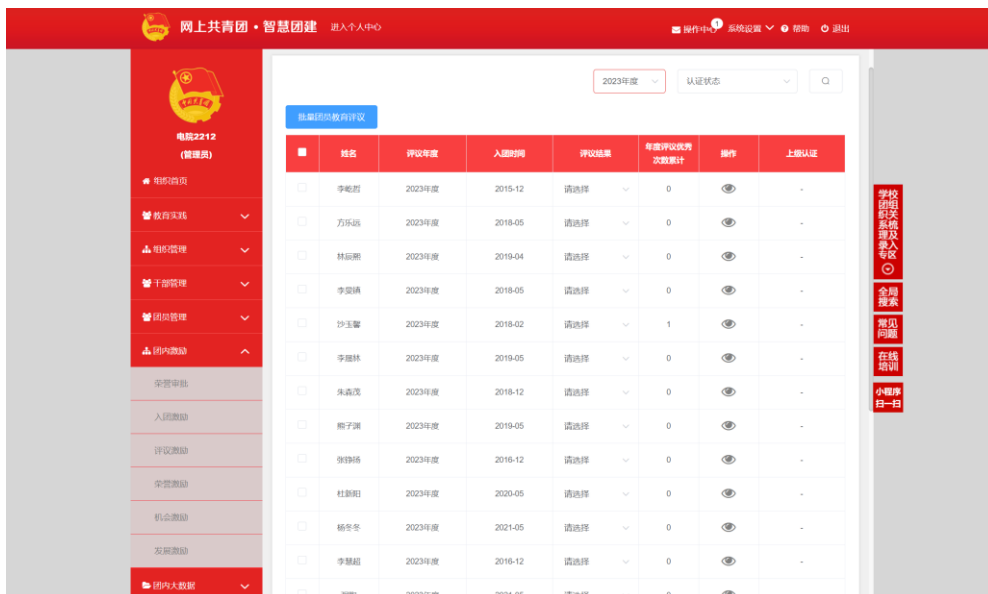 网上共青团·智慧团建 进入个人中心
操作中心 1 系统设置 帮助 退出
电院2212
(管理员)
组织首页
教育实践
组织管理
干部管理
团员管理
团内激励
荣誉审批
入团激励
评议激励
荣誉激励
机会激励
发展激励
团内大数据
2023年度 认证状态
批量团员教育评议
姓名 评议年度 入团时间 评议结果 年度评议优秀次数累计 操作 上级认证
李屹哲 2023年度 2015-12 请选择 0 -
方乐远 2023年度 2018-05 请选择 0 -
林辰熙 2023年度 2019-04 请选择 0 -
2023年度 2018-05 请选择 0 -
沙玉馨 2023年度 2018-02 请选择 1 -
2023年度 2019-05 请选择 0 -
朱森茂 2023年度 2018-12 请选择 0 -
熊子渊 2023年度 2019-05 请选择 0 -
2023年度 2016-12 请选择 0 -
杜新阳 2023年度 2020-05 请选择 0 -
杨冬冬 2023年度 2021-05 请选择 0 -
李慧超 2023年度 2016-12 请选择 0 -
学校团组织关系梳理及录入专区
全局搜索
常见问题
在线培训
小程序扫一扫